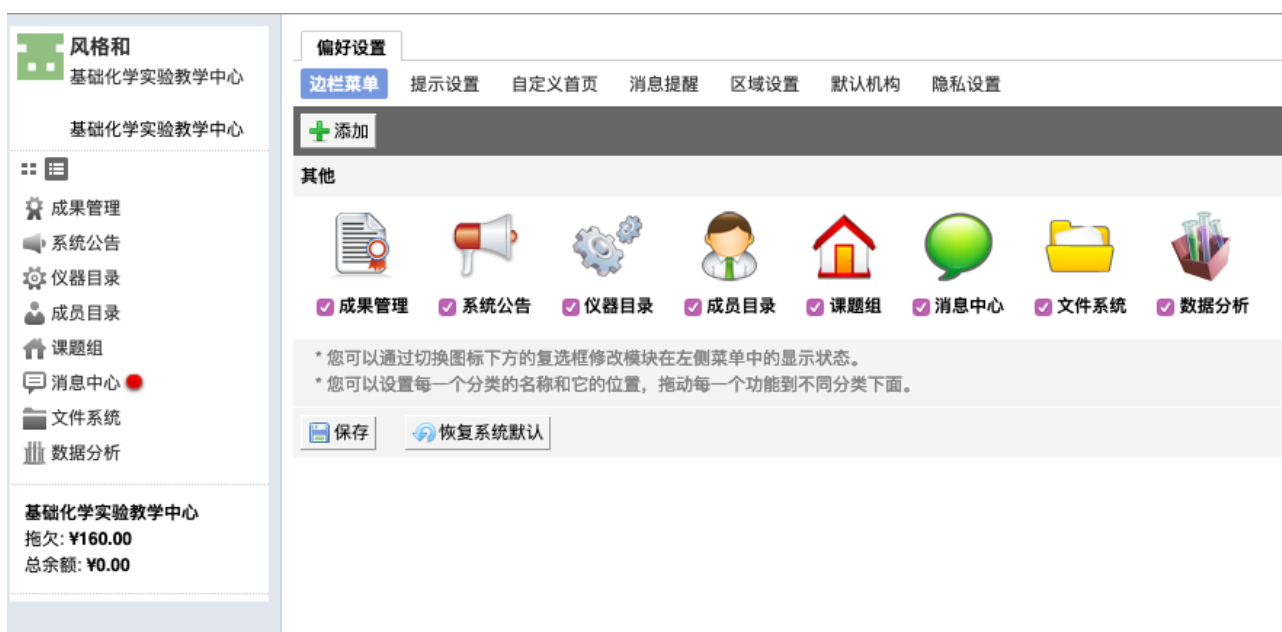 风格和
基础化学实验教学中心
基础化学实验教学中心
成果管理
系统公告
仪器目录
成员目录
课题组
消息中心
文件系统
数据分析
基础化学实验教学中心
拖欠: ¥160.00
总余额: ¥0.00
偏好设置
边栏菜单 提示设置 自定义首页 消息提醒 区域设置 默认机构 隐私设置
添加
其他
成果管理 系统公告 仪器目录 成员目录 课题组 消息中心 文件系统 数据分析
* 您可以通过切换图标下方的复选框修改模块在左侧菜单中的显示状态。
* 您可以设置每一个分类的名称和它的位置，拖动每一个功能到不同分类下面。
保存 恢复系统默认